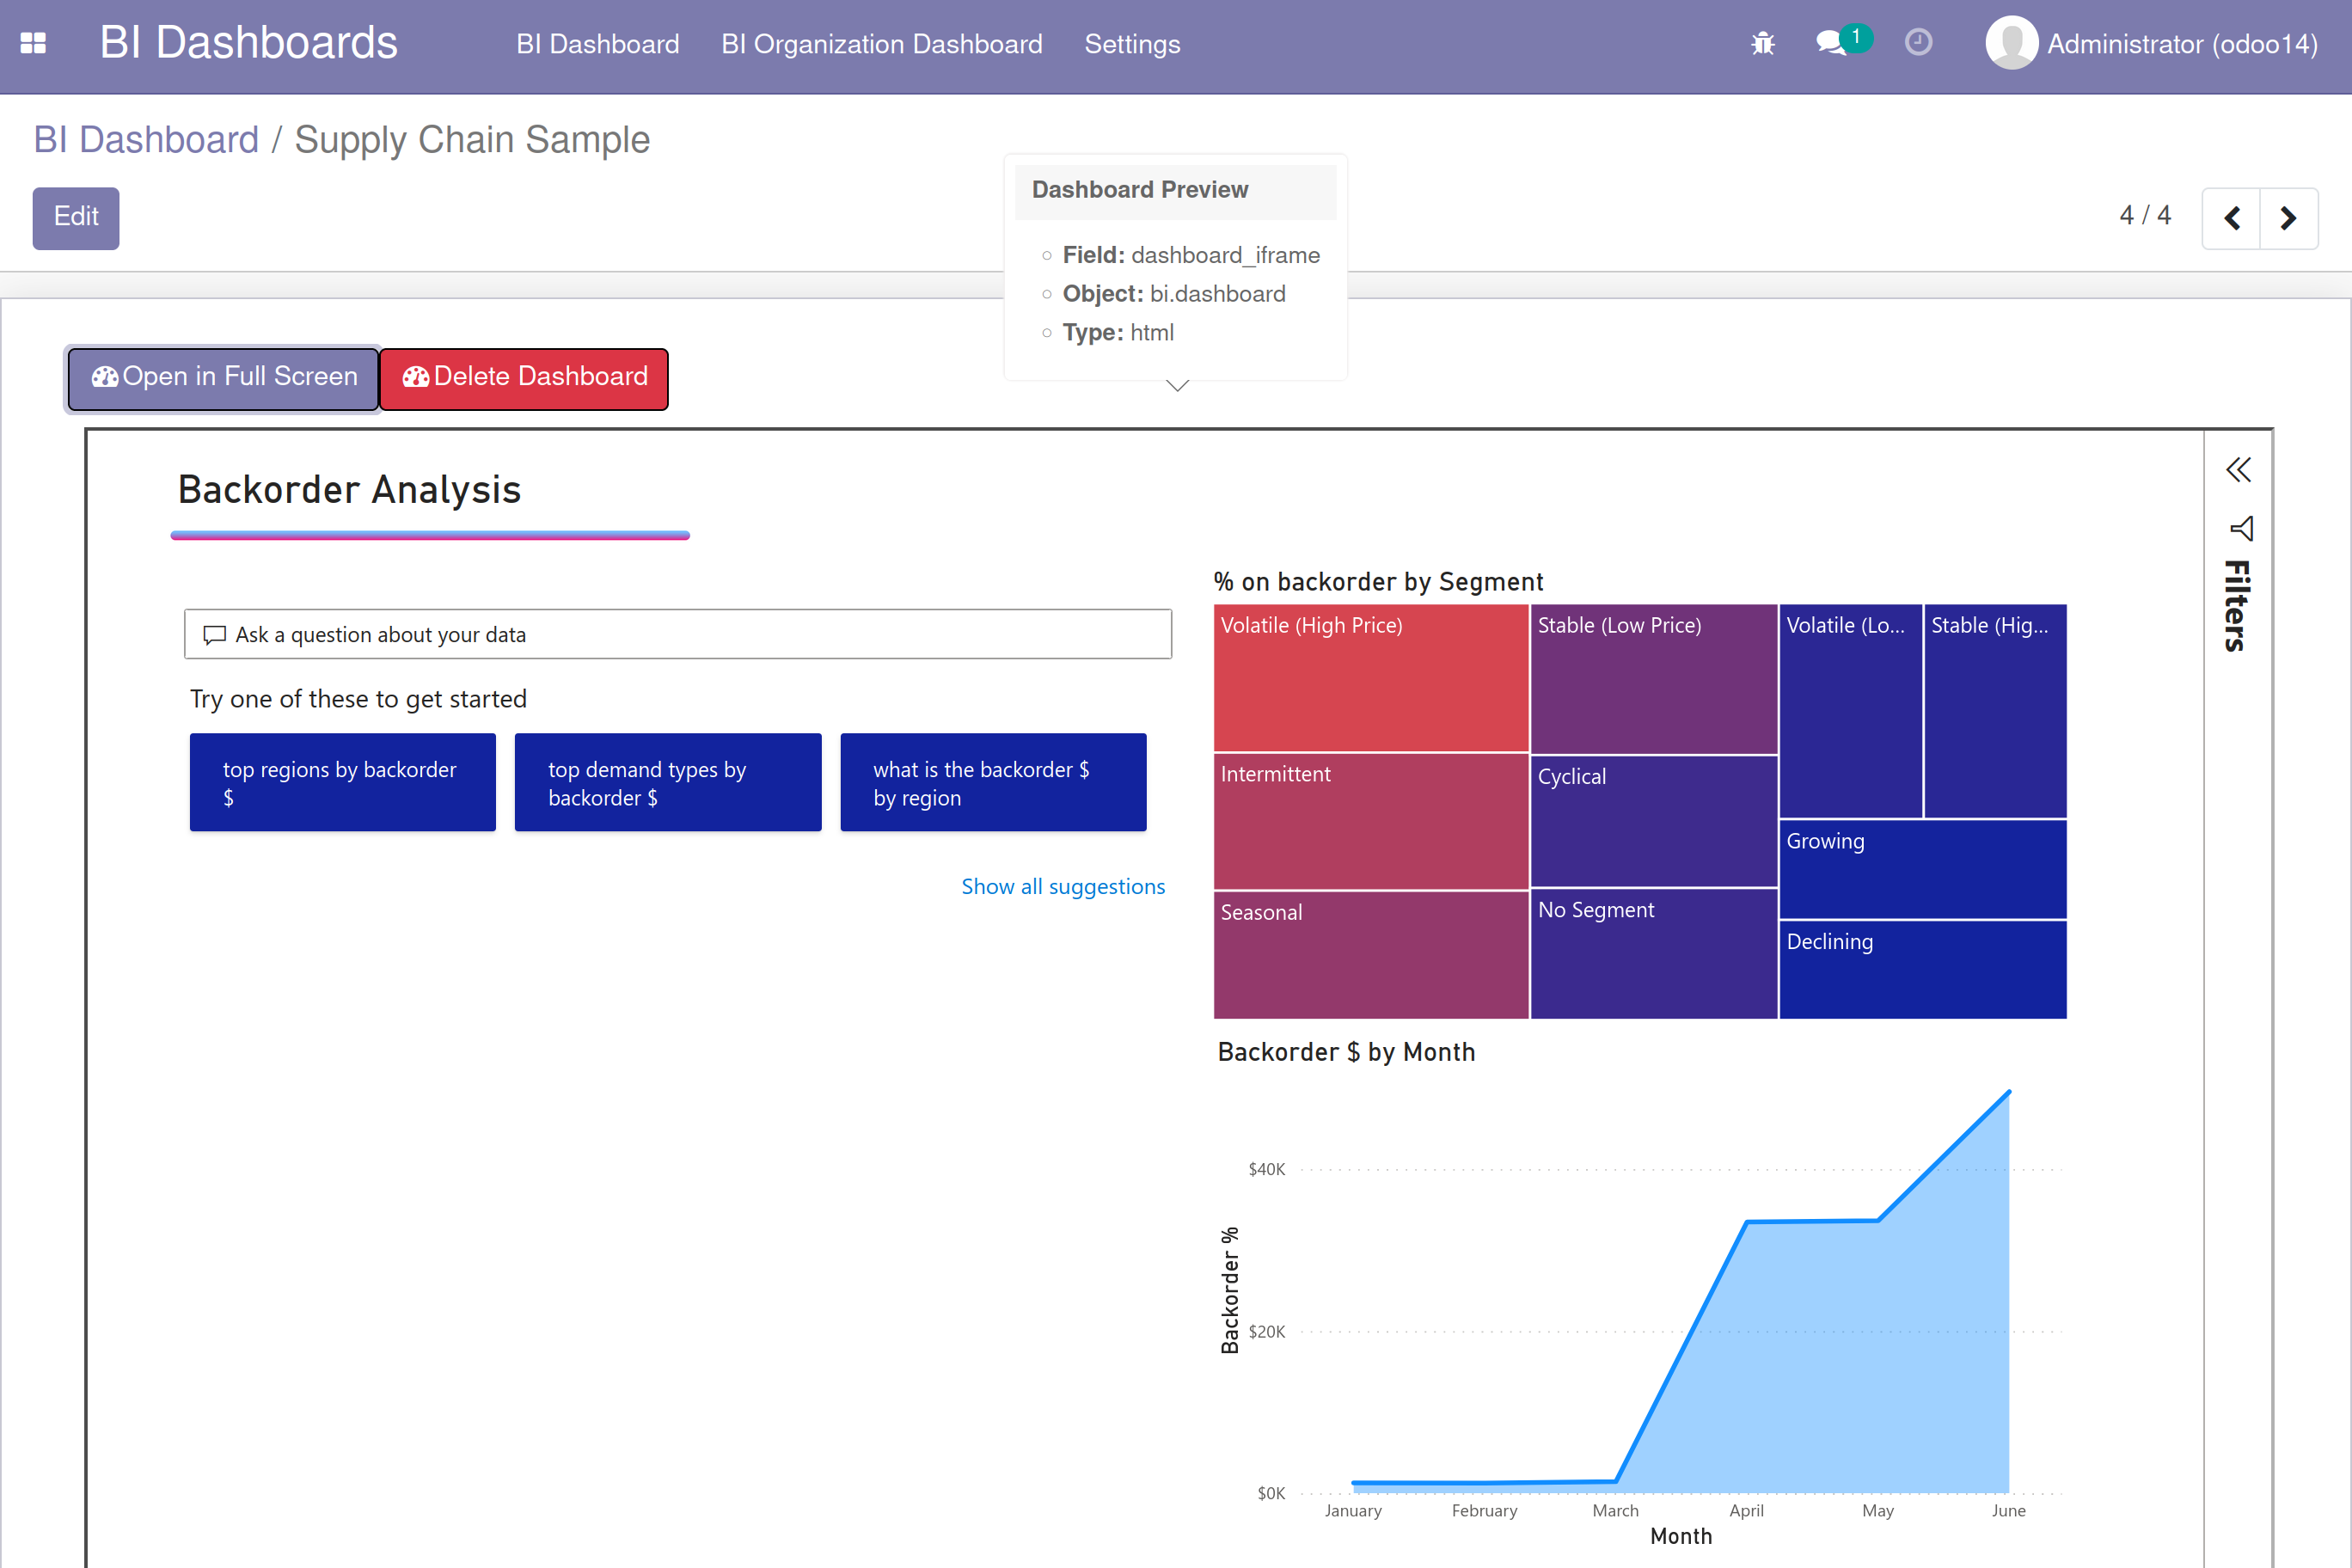 BI Dashboards
BI Dashboard
BI Organization Dashboard
Settings
1
Administrator (odoo14)
BI Dashboard / Supply Chain Sample
Edit
4 / 4
Dashboard Preview
Field: dashboard_iframe
Object: bi.dashboard
Type: html
Open in Full Screen
Delete Dashboard
Backorder Analysis
Filters
Ask a question about your data
Try one of these to get started
top regions by backorder
$
top demand types by
backorder $
what is the backorder $
by region
Show all suggestions
% on backorder by Segment
Volatile (High Price)
Stable (Low Price)
Volatile (Lo...
Stable (Hig...
Intermittent
Cyclical
Growing
Seasonal
No Segment
Declining
Backorder $ by Month
Backorder %
$40K
$20K
$0K
January
February
March
April
May
June
Month